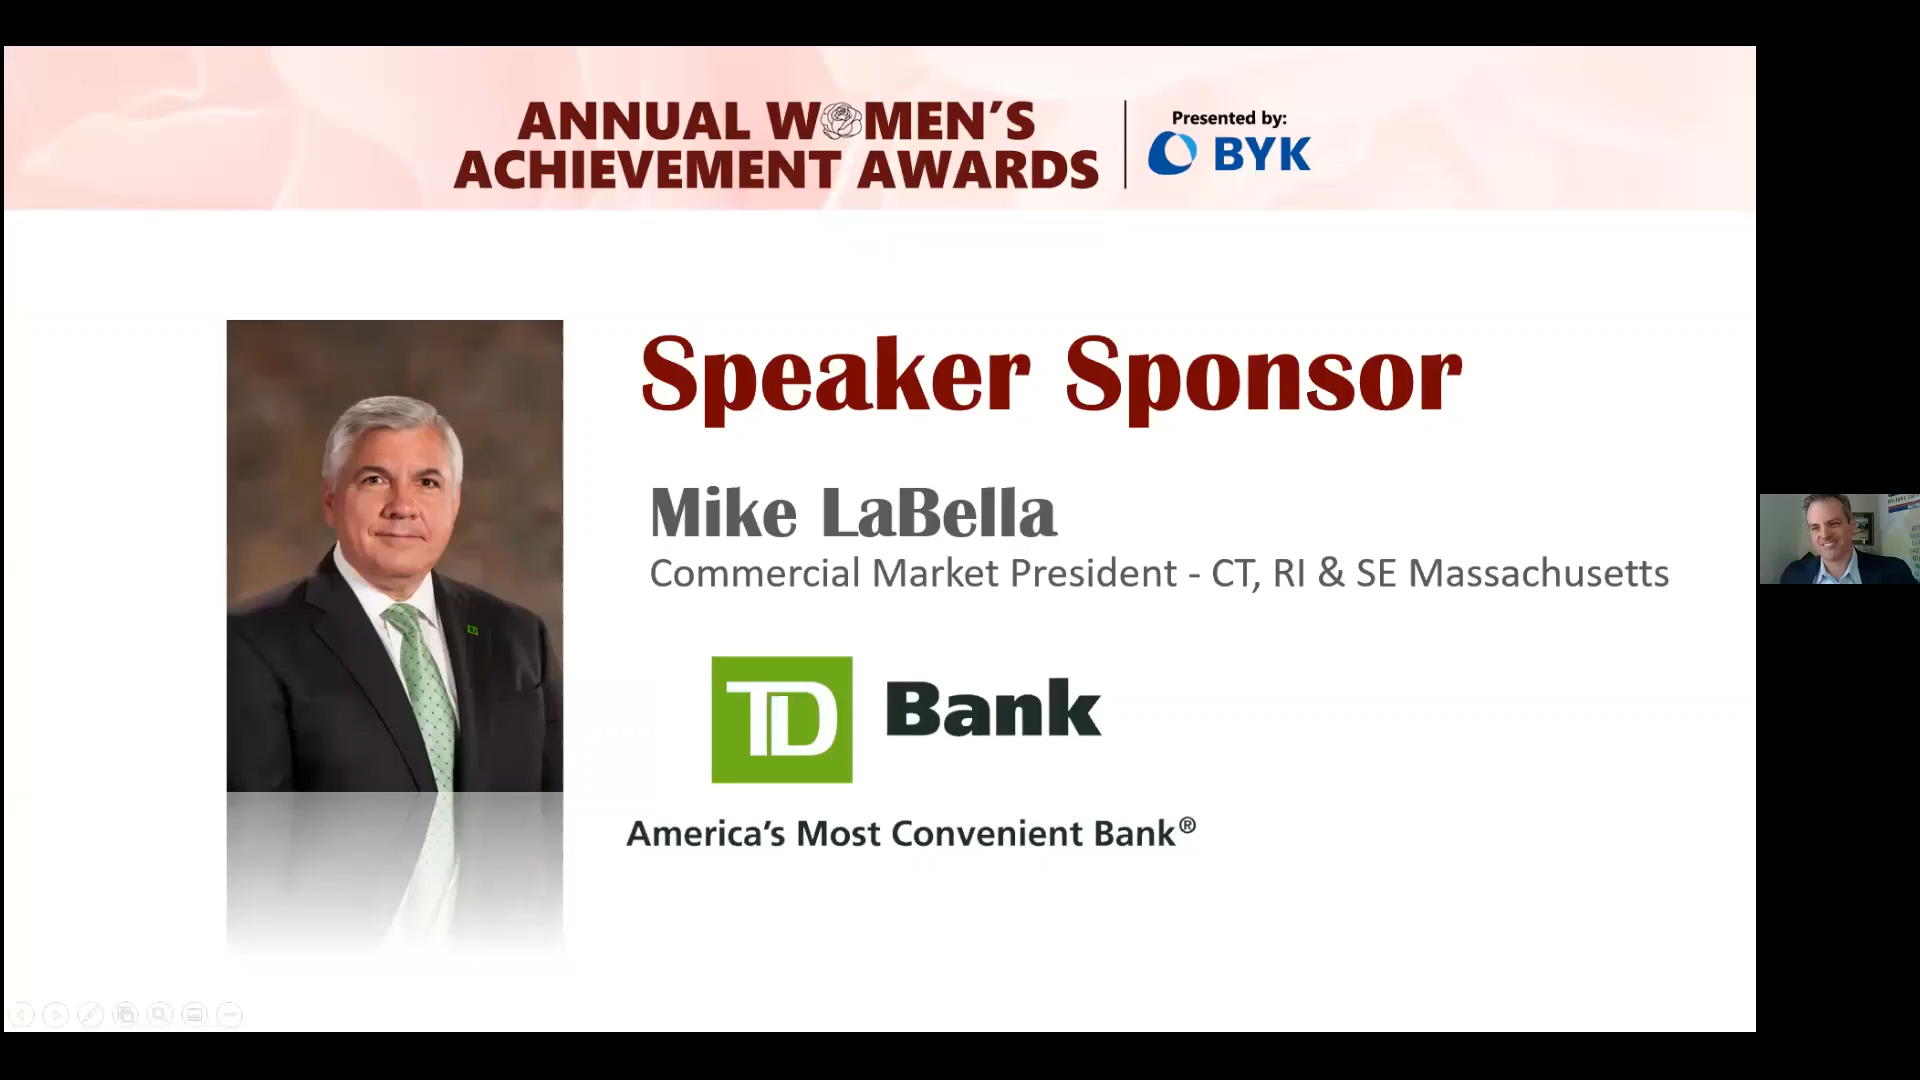 ANNUAL WOMEN'S
ACHIEVEMENT AWARDS
Presented by:
BYK
Speaker Sponsor
Mike LaBella
Commercial Market President - CT, RI & SE Massachusetts
TD Bank
America's Most Convenient Bank®